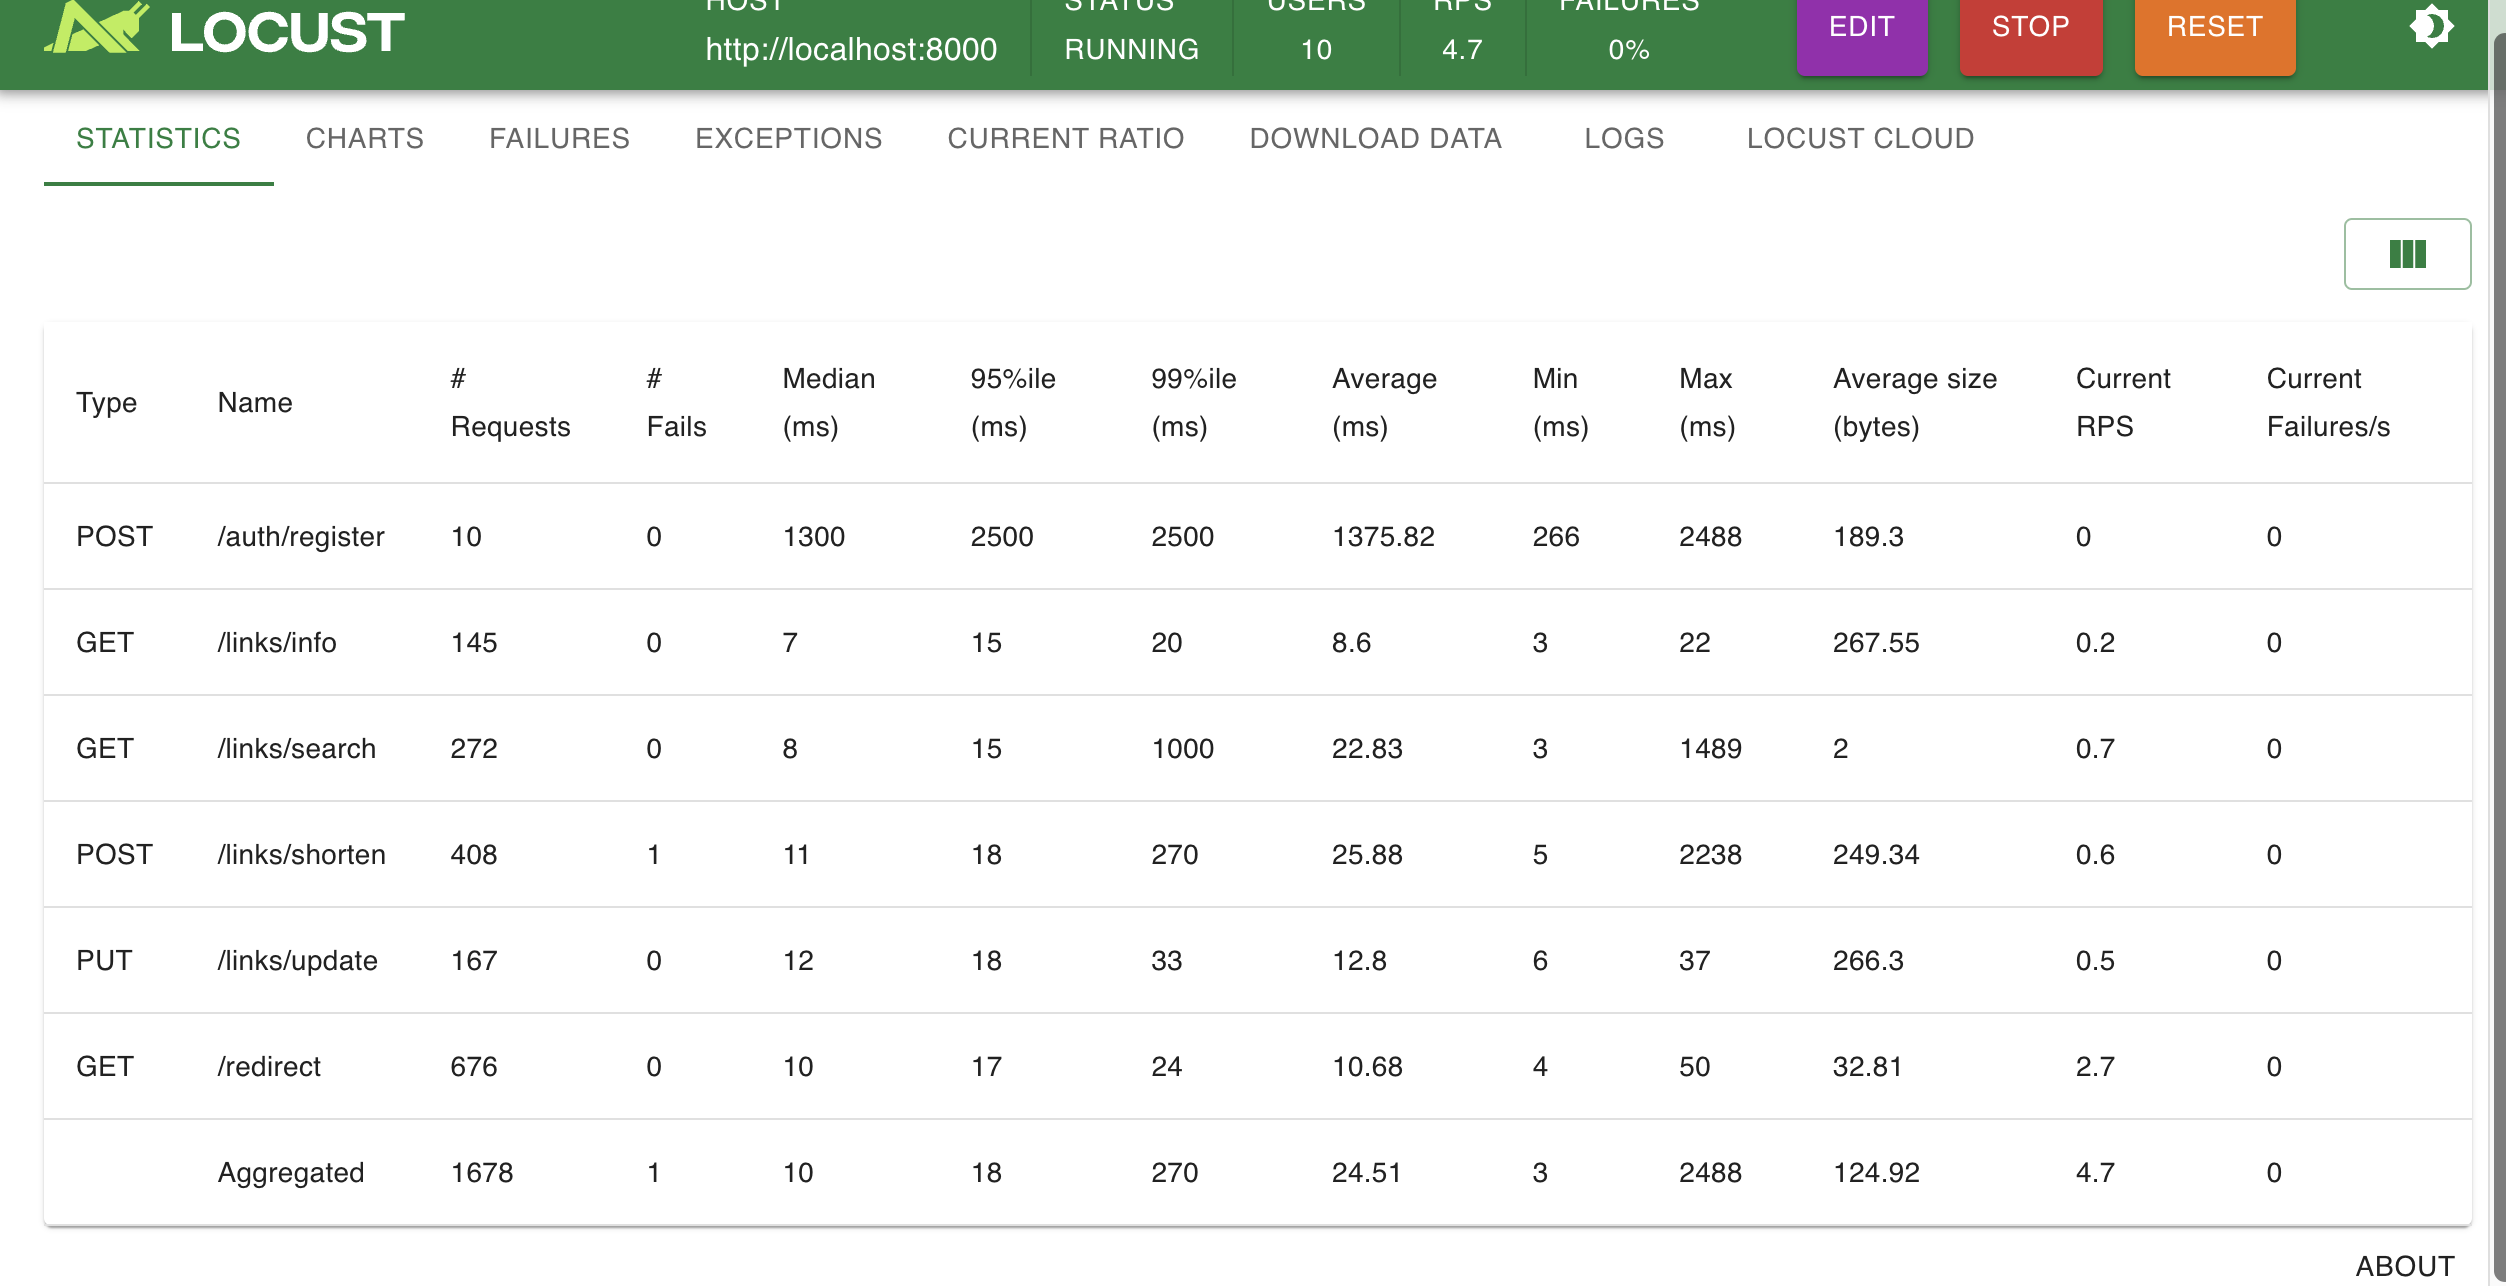 LOCUST
HOST
http://localhost:8000
STATUS
RUNNING
USERS
10
RPS
4.7
FAILURES
0%
EDIT
STOP
RESET
STATISTICS CHARTS FAILURES EXCEPTIONS CURRENT RATIO DOWNLOAD DATA LOGS LOCUST CLOUD
Type Name # Requests # Fails Median (ms) 95%ile (ms) 99%ile (ms) Average (ms) Min (ms) Max (ms) Average size (bytes) Current RPS Current Failures/s
POST /auth/register 10 0 1300 2500 2500 1375.82 266 2488 189.3 0 0
GET /links/info 145 0 7 15 20 8.6 3 22 267.55 0.2 0
GET /links/search 272 0 8 15 1000 22.83 3 1489 2 0.7 0
POST /links/shorten 408 1 11 18 270 25.88 5 2238 249.34 0.6 0
PUT /links/update 167 0 12 18 33 12.8 6 37 266.3 0.5 0
GET /redirect 676 0 10 17 24 10.68 4 50 32.81 2.7 0
Aggregated 1678 1 10 18 270 24.51 3 2488 124.92 4.7 0
ABOUT